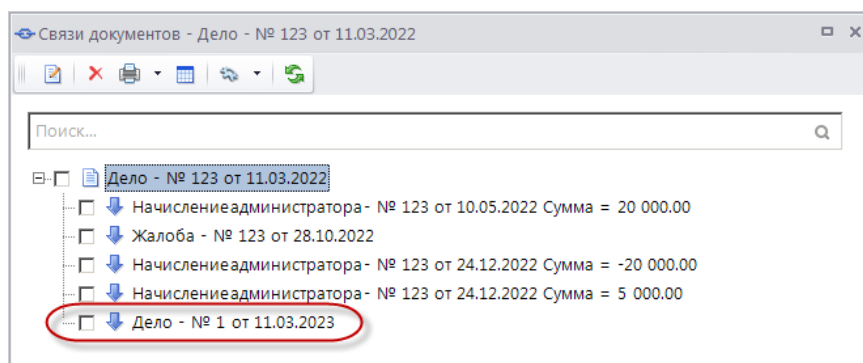 Связи документов - Дело - № 123 от 11.03.2022
Поиск...
Дело - № 123 от 11.03.2022
Начислениеадминистратора- № 123 от 10.05.2022 Сумма = 20 000.00
Жалоба - № 123 от 28.10.2022
Начислениеадминистратора- № 123 от 24.12.2022 Сумма = -20 000.00
Начислениеадминистратора- № 123 от 24.12.2022 Сумма = 5 000.00
Дело - № 1 от 11.03.2023